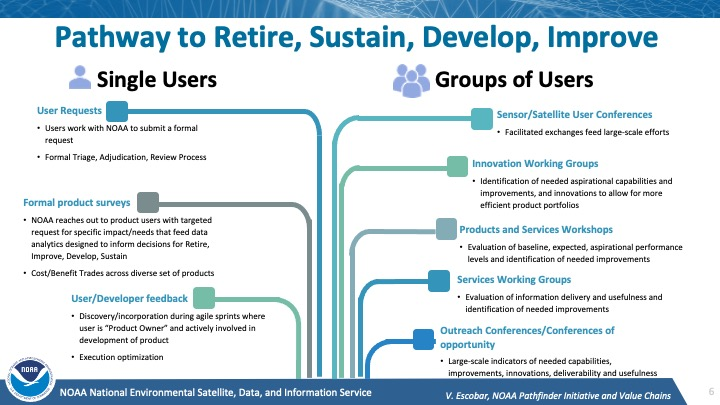 Pathway to Retire, Sustain, Develop, Improve
Single Users
User Requests
• Users work with NOAA to submit a formal
request
• Formal Triage, Adjudication, Review Process
Formal product surveys
• NOAA reaches out to product users with targeted
request for specific impact/needs that feed data
analytics designed to inform decisions for Retire,
Improve, Develop, Sustain
• Cost/Benefit Trades across diverse set of products
User/Developer feedback
• Discovery/incorporation during agile sprints where
user is “Product Owner” and actively involved in
development of product
• Execution optimization
Groups of Users
Sensor/Satellite User Conferences
• Facilitated exchanges feed large-scale efforts
Innovation Working Groups
• Identification of needed aspirational capabilities and
improvements, and innovations to allow for more
efficient product portfolios
Products and Services Workshops
• Evaluation of baseline, expected, aspirational performance
levels and identification of needed improvements
Services Working Groups
• Evaluation of information delivery and usefulness and
identification of needed improvements
Outreach Conferences/Conferences of
opportunity
• Large-scale indicators of needed capabilities,
improvements, innovations, deliverability and usefulness
NOAA
NOAA National Environmental Satellite, Data, and Information Service
V. Escobar, NOAA Pathfinder Initiative and Value Chains
6